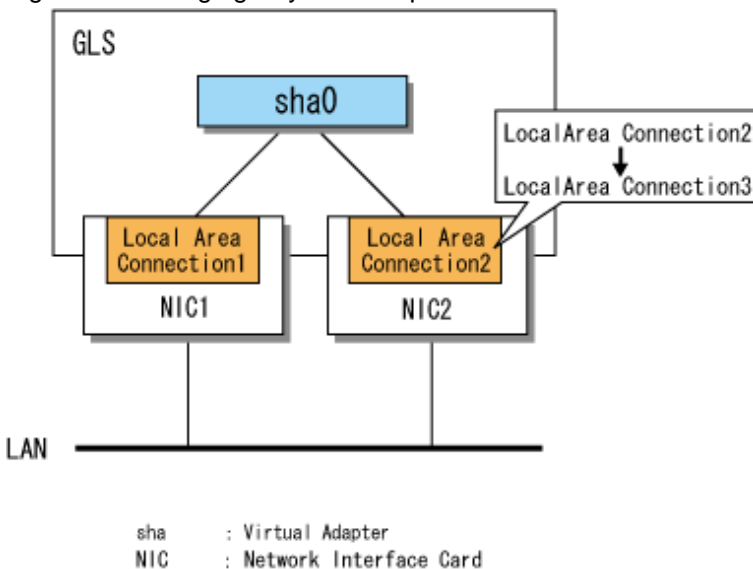 GLS
sha0
LocalArea Connection2
LocalArea Connection3
Local Area
Connection1
Local Area
Connection2
NIC1
NIC2
LAN
sha : Virtual Adapter
NIC : Network Interface Card